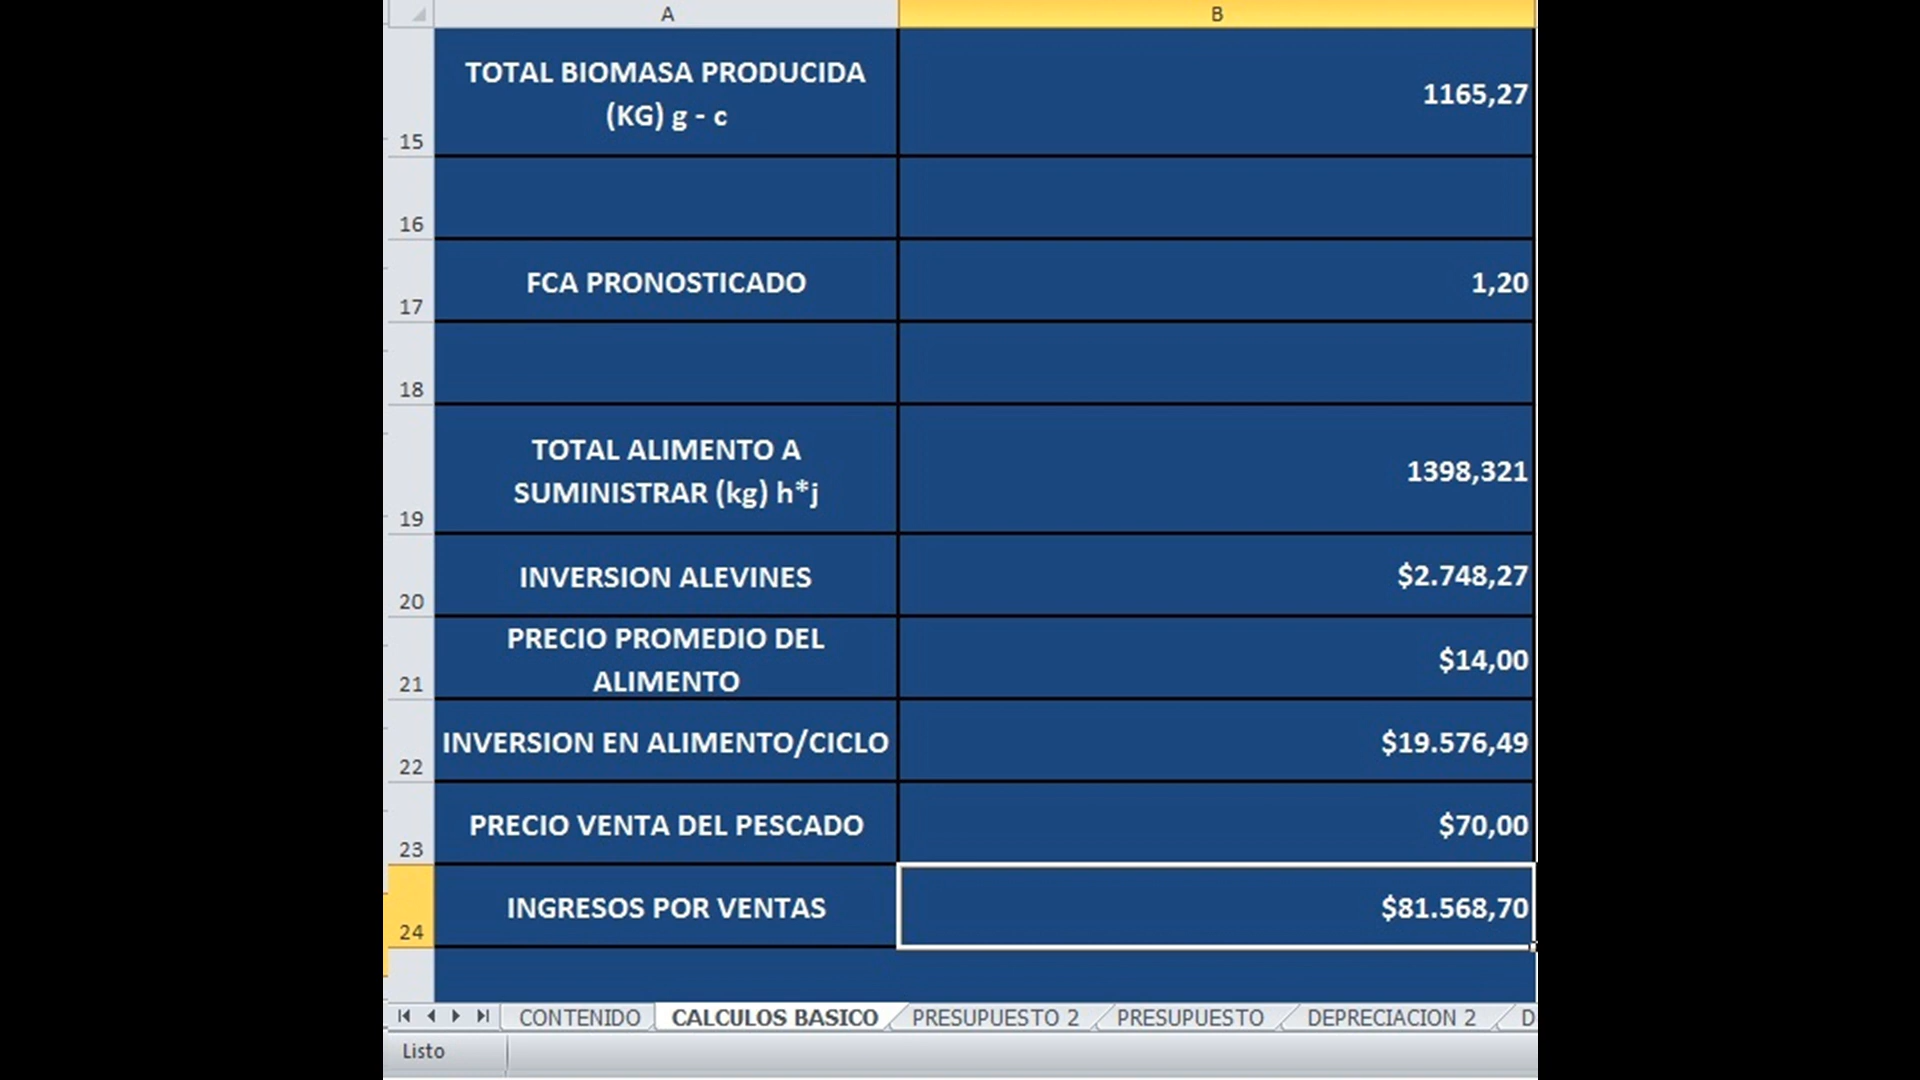 A B
TOTAL BIOMASA PRODUCIDA
(KG) g - c
1165,27
15
16
FCA PRONOSTICADO
1,20
17
18
TOTAL ALIMENTO A
SUMINISTRAR (kg) h*j
1398,321
19
INVERSION ALEVINES
$2.748,27
20
PRECIO PROMEDIO DEL
ALIMENTO
$14,00
21
INVERSION EN ALIMENTO/CICLO
$19.576,49
22
PRECIO VENTA DEL PESCADO
$70,00
23
INGRESOS POR VENTAS
$81.568,70
24
CONTENIDO CALCULOS BASICO PRESUPUESTO 2 PRESUPUESTO DEPRECIACION 2 D
Listo